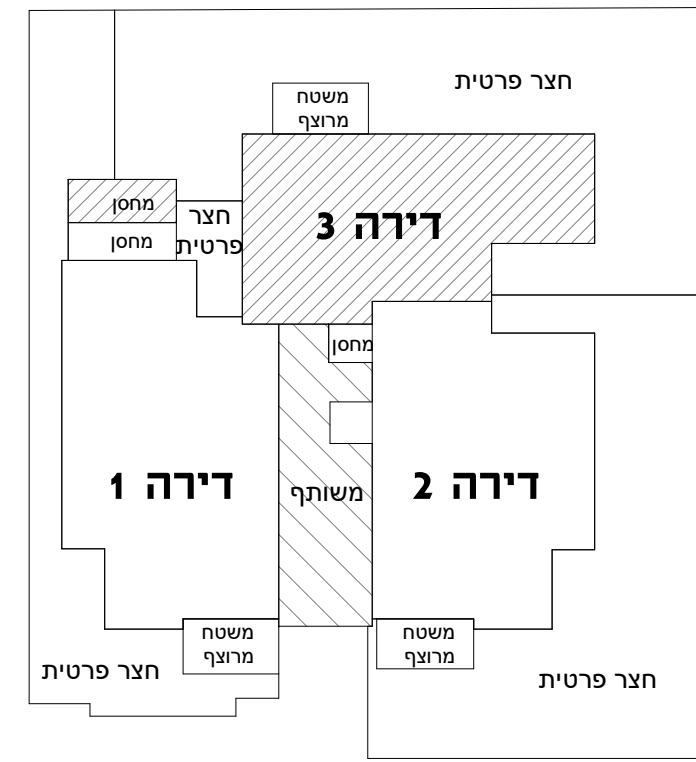 חצר פרטית
משטח
מרוצף
מחסן
חצר
פרטית
דירה 3
מחסן
מחסן
דירה 1
משותף
דירה 2
משטח
מרוצף
משטח
מרוצף
חצר פרטית
חצר פרטית